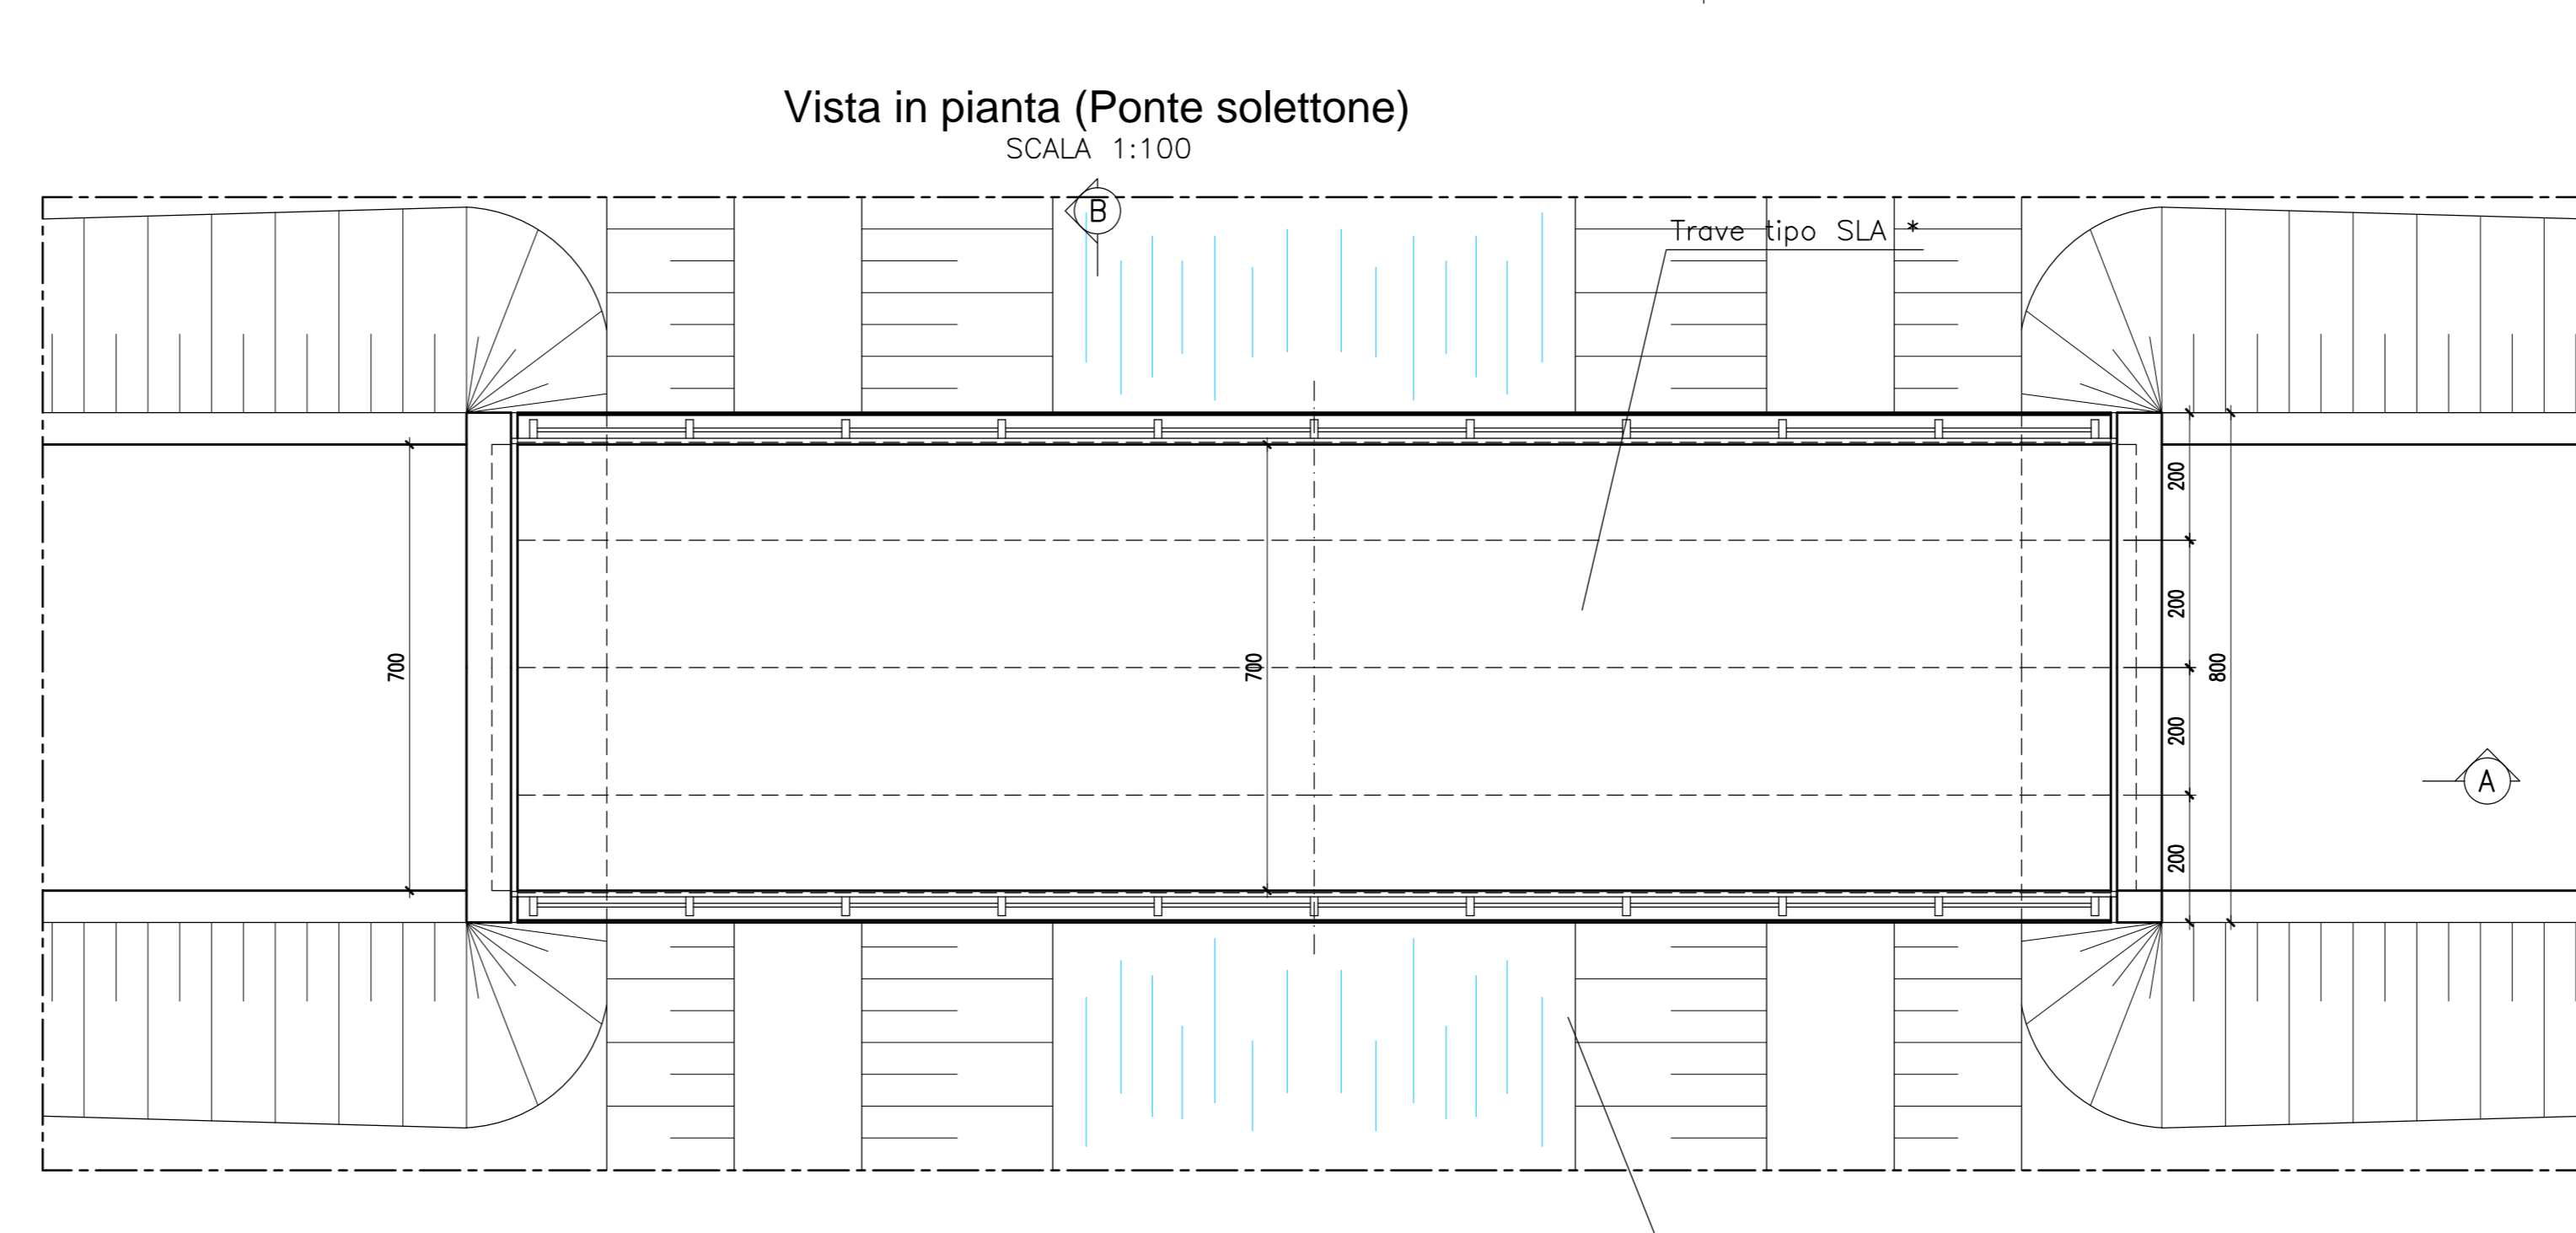 Vista in pianta (Ponte solettone)
SCALA 1:100
B
Trave tipo SLA *
200
200
700
700
800
200
A
200